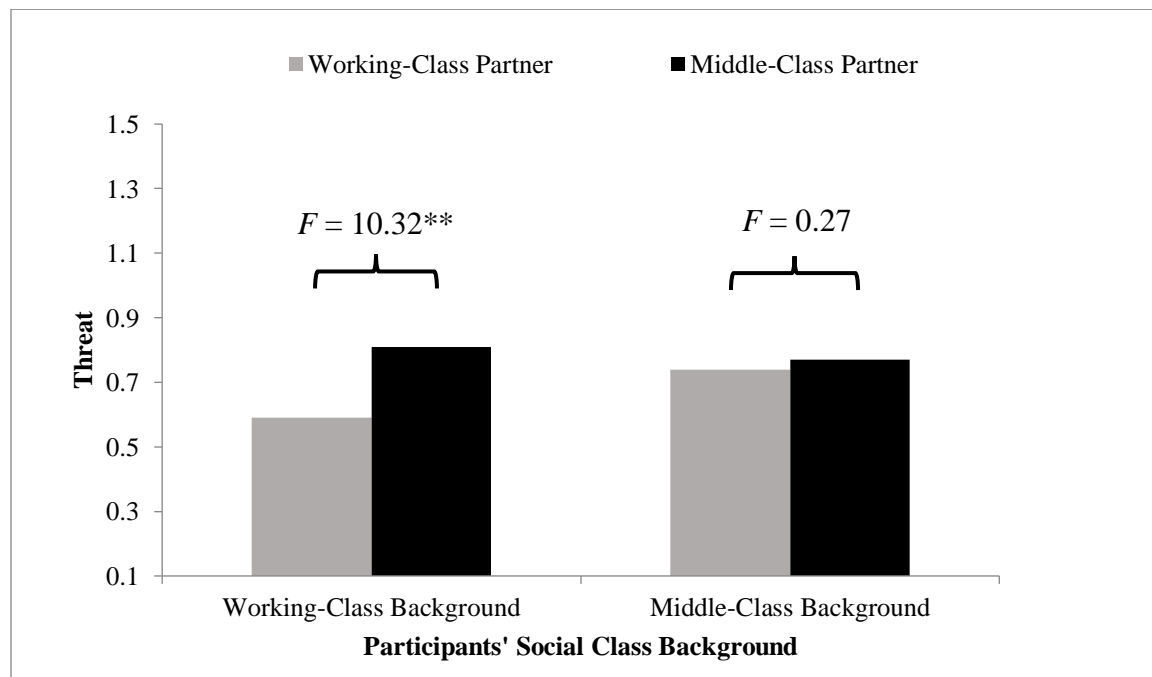 Working-Class Partner Middle-Class Partner
1.5
1.3
1.1
0.9
0.7
0.5
0.3
0.1
Threat
F = 10.32**
F = 0.27
Working-Class Background Middle-Class Background
Participants' Social Class Background